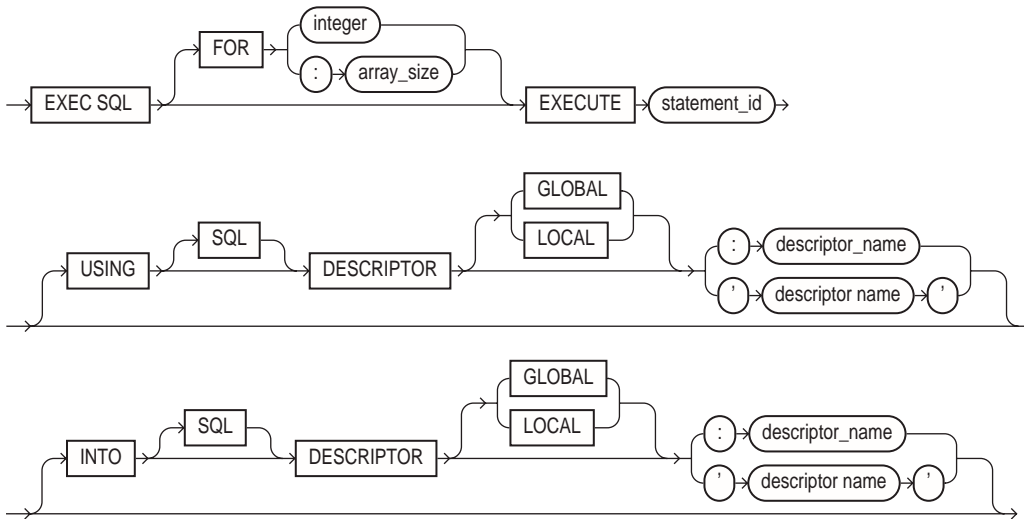 integer
FOR
: array_size
EXEC SQL EXECUTE statement_id
GLOBAL
SQL LOCAL : descriptor_name
USING DESCRIPTOR ' descriptor name '
GLOBAL
SQL LOCAL : descriptor_name
INTO DESCRIPTOR ' descriptor name '